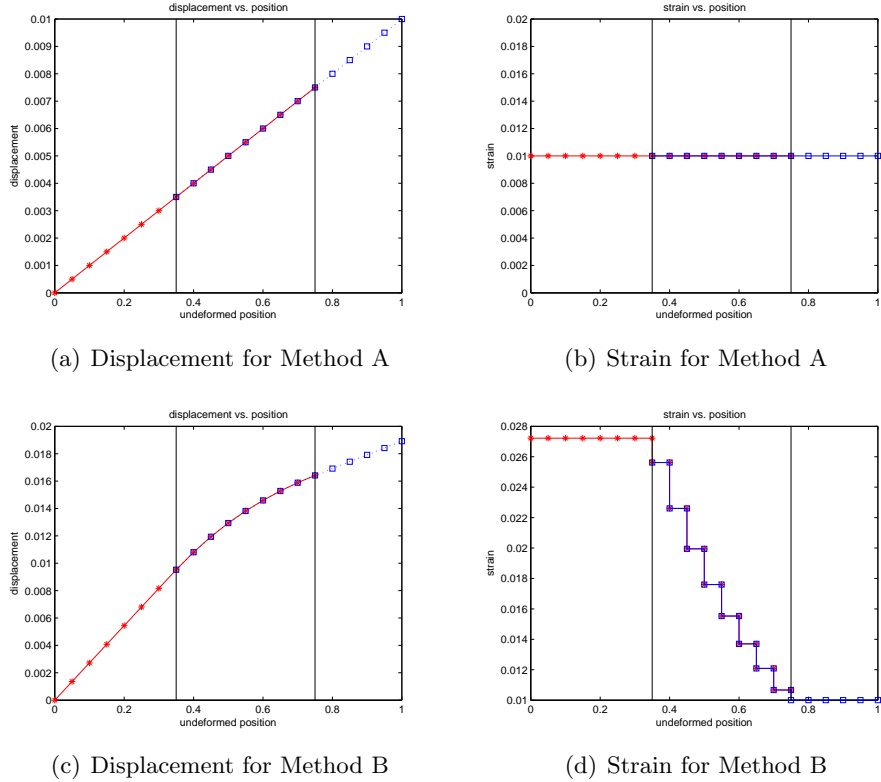 displacement vs. position
0.01
0.009
0.008
0.007
0.006
0.005
0.004
0.003
0.002
0.001
0
displacement
0 0.2 0.4 0.6 0.8 1
undeformed position
(a) Displacement for Method A
strain vs. position
0.02
0.018
0.016
0.014
0.012
0.01
0.008
0.006
0.004
0.002
0
strain
0 0.2 0.4 0.6 0.8 1
undeformed position
(b) Strain for Method A
displacement vs. position
0.02
0.018
0.016
0.014
0.012
0.01
0.008
0.006
0.004
0.002
0
displacement
0 0.2 0.4 0.6 0.8 1
undeformed position
(c) Displacement for Method B
strain vs. position
0.028
0.026
0.024
0.022
0.02
0.018
0.016
0.014
0.012
0.01
strain
0 0.2 0.4 0.6 0.8 1
undeformed position
(d) Strain for Method B